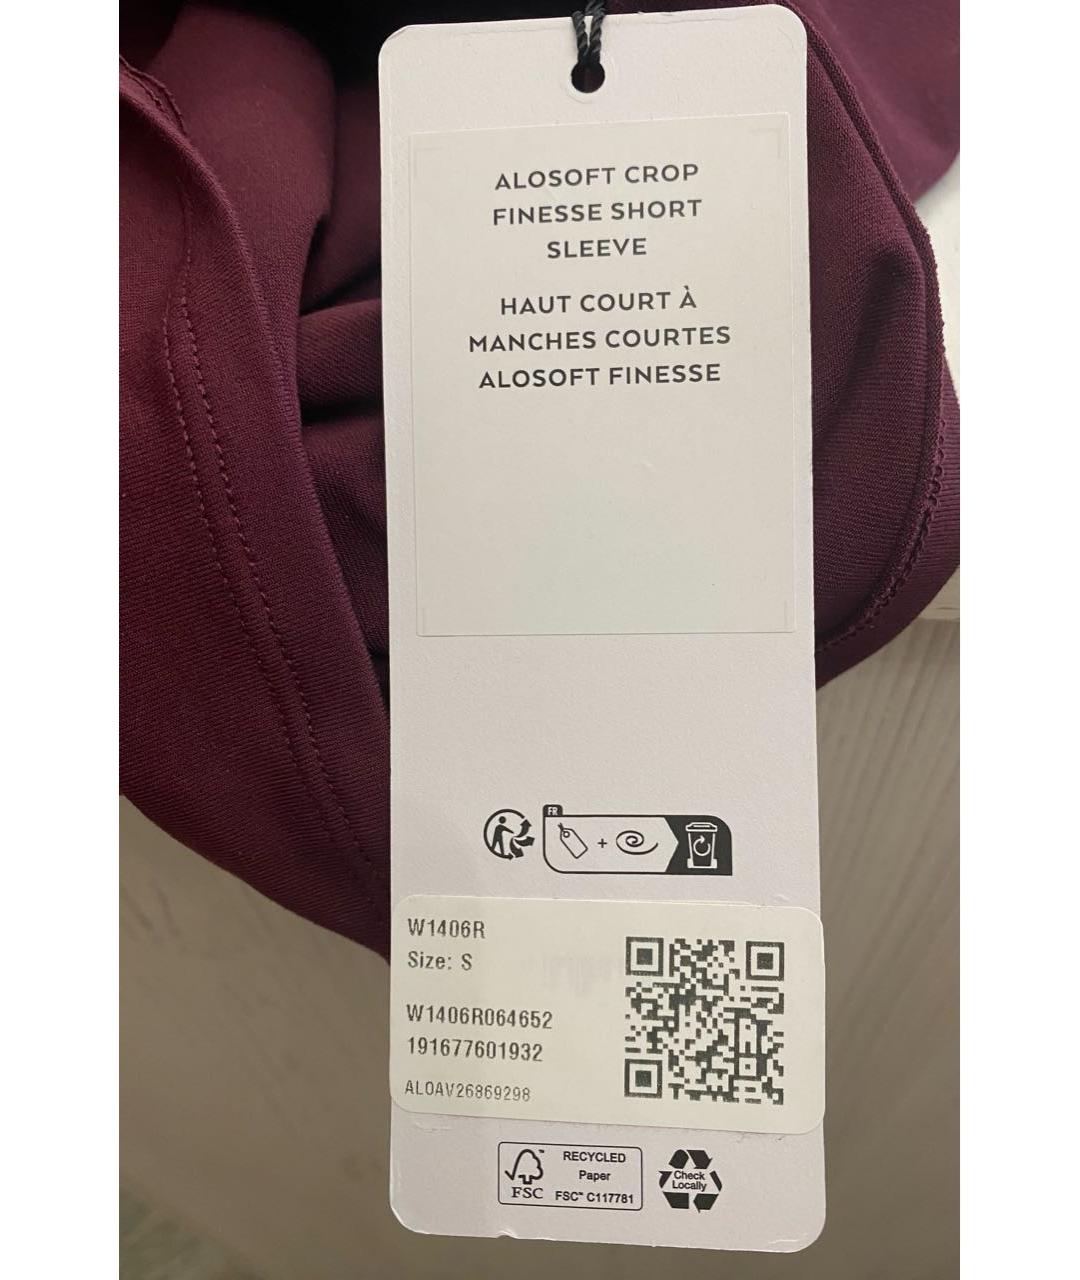 ALOSOFT CROP
FINESSE SHORT
SLEEVE
HAUT COURT À
MANCHES COURTES
ALOSOFT FINESSE
FR
+
W1406R
Size: S
W1406R064652
191677601932
ALOAV26869298
RECYCLED
Paper
FSC™ C117781
FSC
Check
Locally